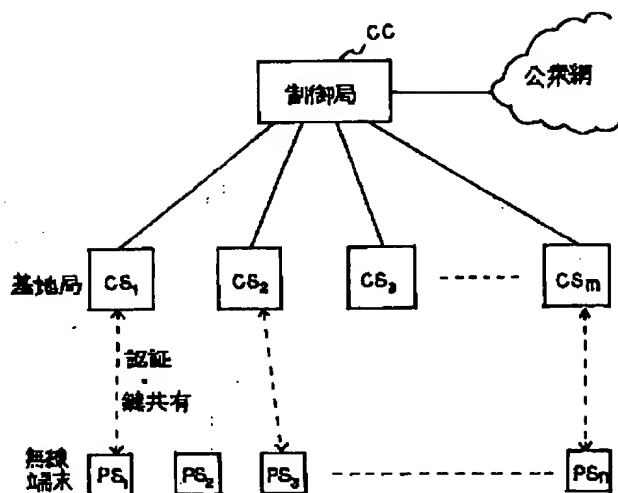 CC
制御局
公衆網
基地局
CS₁
CS₂
CS₃
CSm
認証
・
鍵共有
無線
端末
PS₁
PS₂
PS₃
PSn